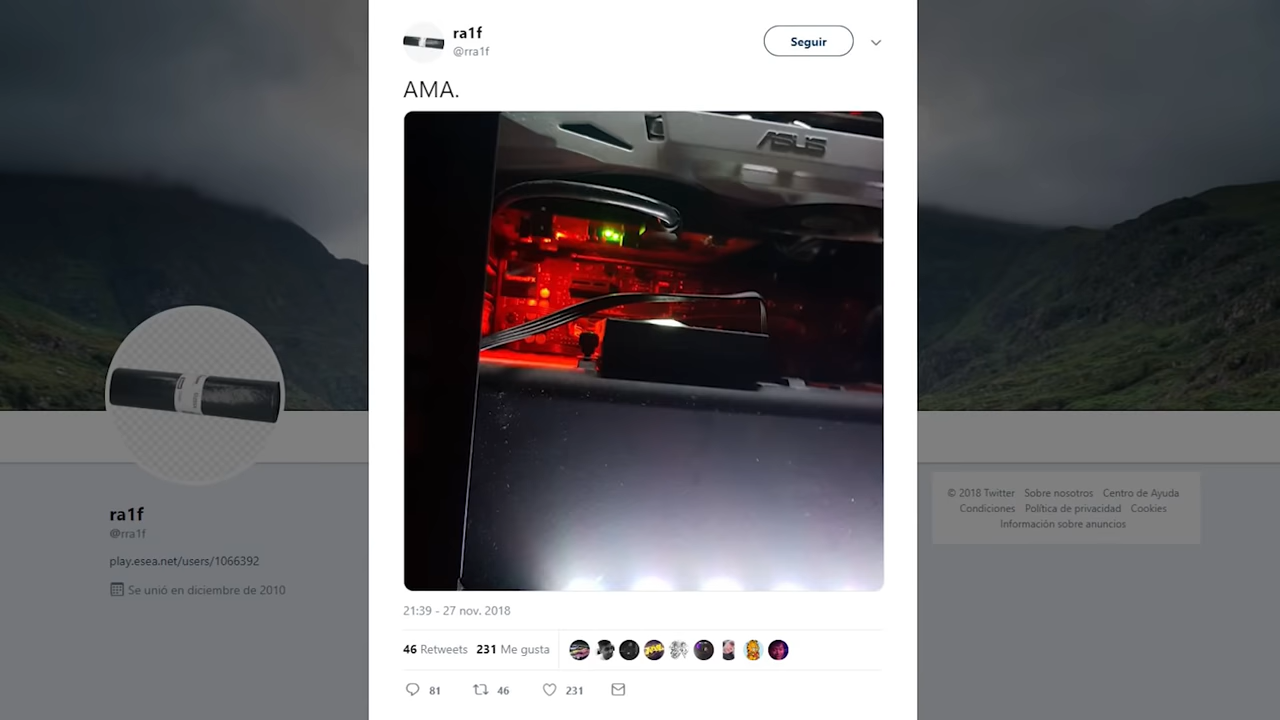 ra1f
@rra1f
Seguir
AMA.
ASUS
21:39 - 27 nov. 2018
46 Retweets 231 Me gusta
81 46 231
ra1f
@rra1f
play.esea.net/users/1066392
Se unió en diciembre de 2010
© 2018 Twitter Sobre nosotros Centro de Ayuda
Condiciones Política de privacidad Cookies
Información sobre anuncios